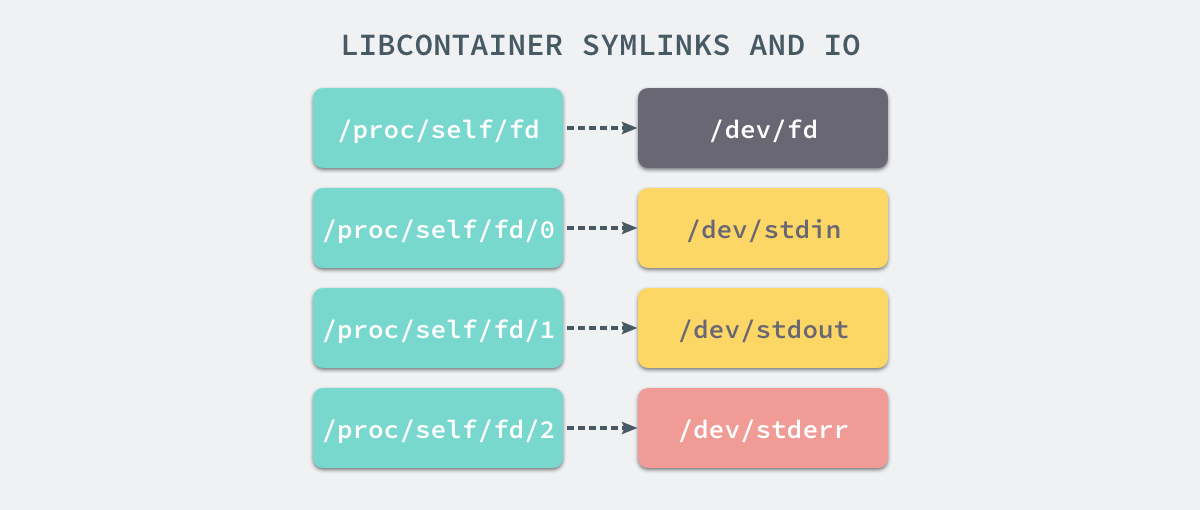 LIBCONTAINER SYMLINKS AND IO
/proc/self/fd
/dev/fd
/proc/self/fd/0
/dev/stdin
/proc/self/fd/1
/dev/stdout
/proc/self/fd/2
/dev/stderr